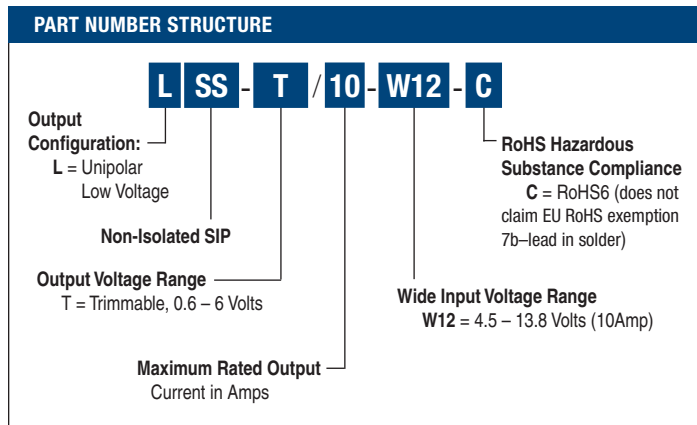 PART NUMBER STRUCTURE
L SS - T / 10 - W12 - C
Output
Configuration:
L = Unipolar
Low Voltage
RoHS Hazardous
Substance Compliance
C = RoHS6 (does not
claim EU RoHS exemption
7b–lead in solder)
Non-Isolated SIP
Output Voltage Range
T = Trimmable, 0.6 – 6 Volts
Wide Input Voltage Range
W12 = 4.5 – 13.8 Volts (10Amp)
Maximum Rated Output
Current in Amps